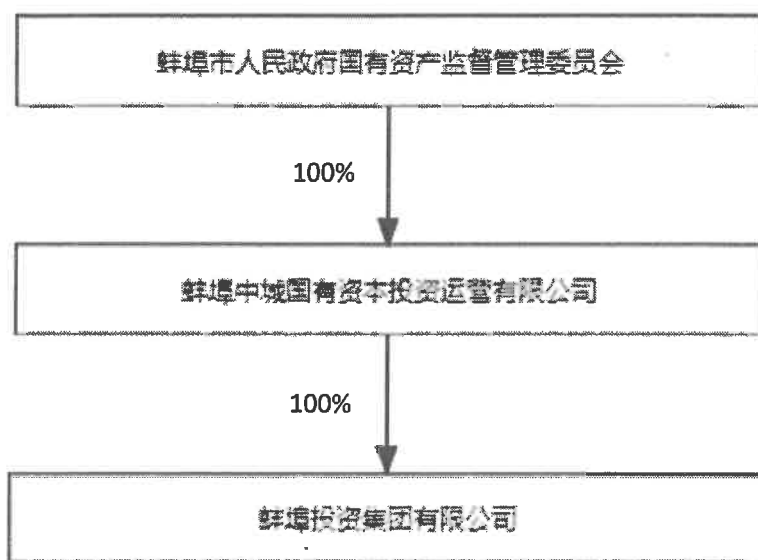 蚌埠市人民政府国有资产监督管理委员会
100%
蚌埠中城国有资本投资运营有限公司
100%
蚌埠投资集团有限公司